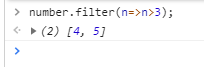 > number.filter(n=>n>3);
<· ▶ (2) [4, 5]
>